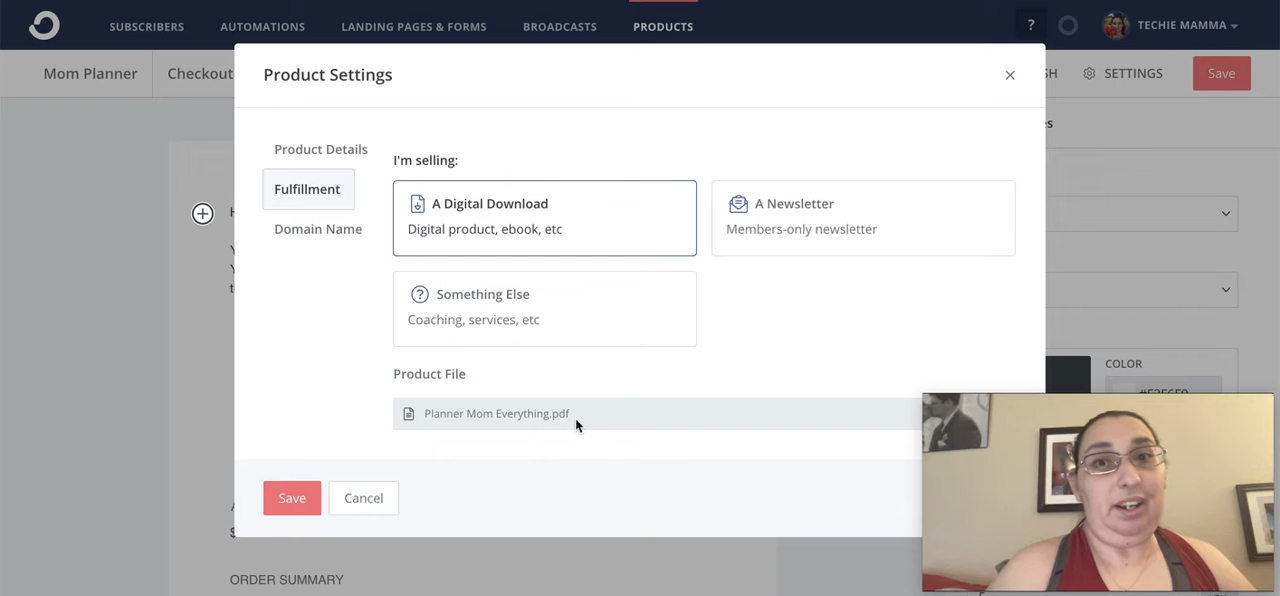 SUBSCRIBERS AUTOMATIONS LANDING PAGES & FORMS BROADCASTS PRODUCTS ? TECHIE MAMMA
Mom Planner Checkout SH SETTINGS Save
Product Settings
es
Product Details
Fulfillment
Domain Name
I'm selling:
A Digital Download
Digital product, ebook, etc
A Newsletter
Members-only newsletter
Something Else
Coaching, services, etc
Product File
Planner Mom Everything.pdf
COLOR
Save Cancel
$
ORDER SUMMARY